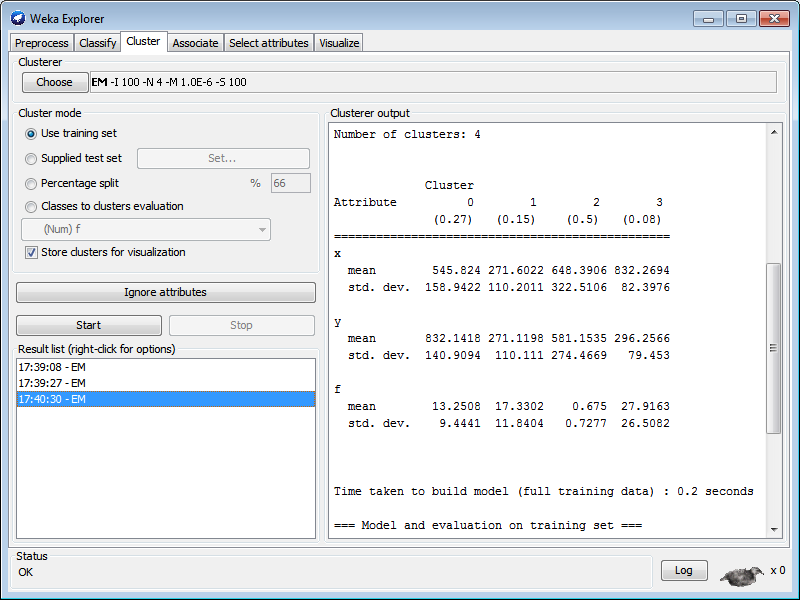 Weka Explorer
Preprocess Classify Cluster Associate Select attributes Visualize
Clusterer
Choose EM -I 100 -N 4 -M 1.0E-6 -S 100
Cluster mode
Use training set
Supplied test set Set...
Percentage split % 66
Classes to clusters evaluation
(Num) f
Store clusters for visualization
Ignore attributes
Start Stop
Result list (right-click for options)
17:39:08 - EM
17:39:27 - EM
17:40:30 - EM
Clusterer output
Number of clusters: 4
Cluster
Attribute 0 1 2 3
(0.27) (0.15) (0.5) (0.08)
================================================
x
mean 545.824 271.6022 648.3906 832.2694
std. dev. 158.9422 110.2011 322.5106 82.3976
y
mean 832.1418 271.1198 581.1535 296.2566
std. dev. 140.9094 110.111 274.4669 79.453
f
mean 13.2508 17.3302 0.675 27.9163
std. dev. 9.4441 11.8404 0.7277 26.5082
Time taken to build model (full training data) : 0.2 seconds
=== Model and evaluation on training set ===
Status
OK
Log x 0